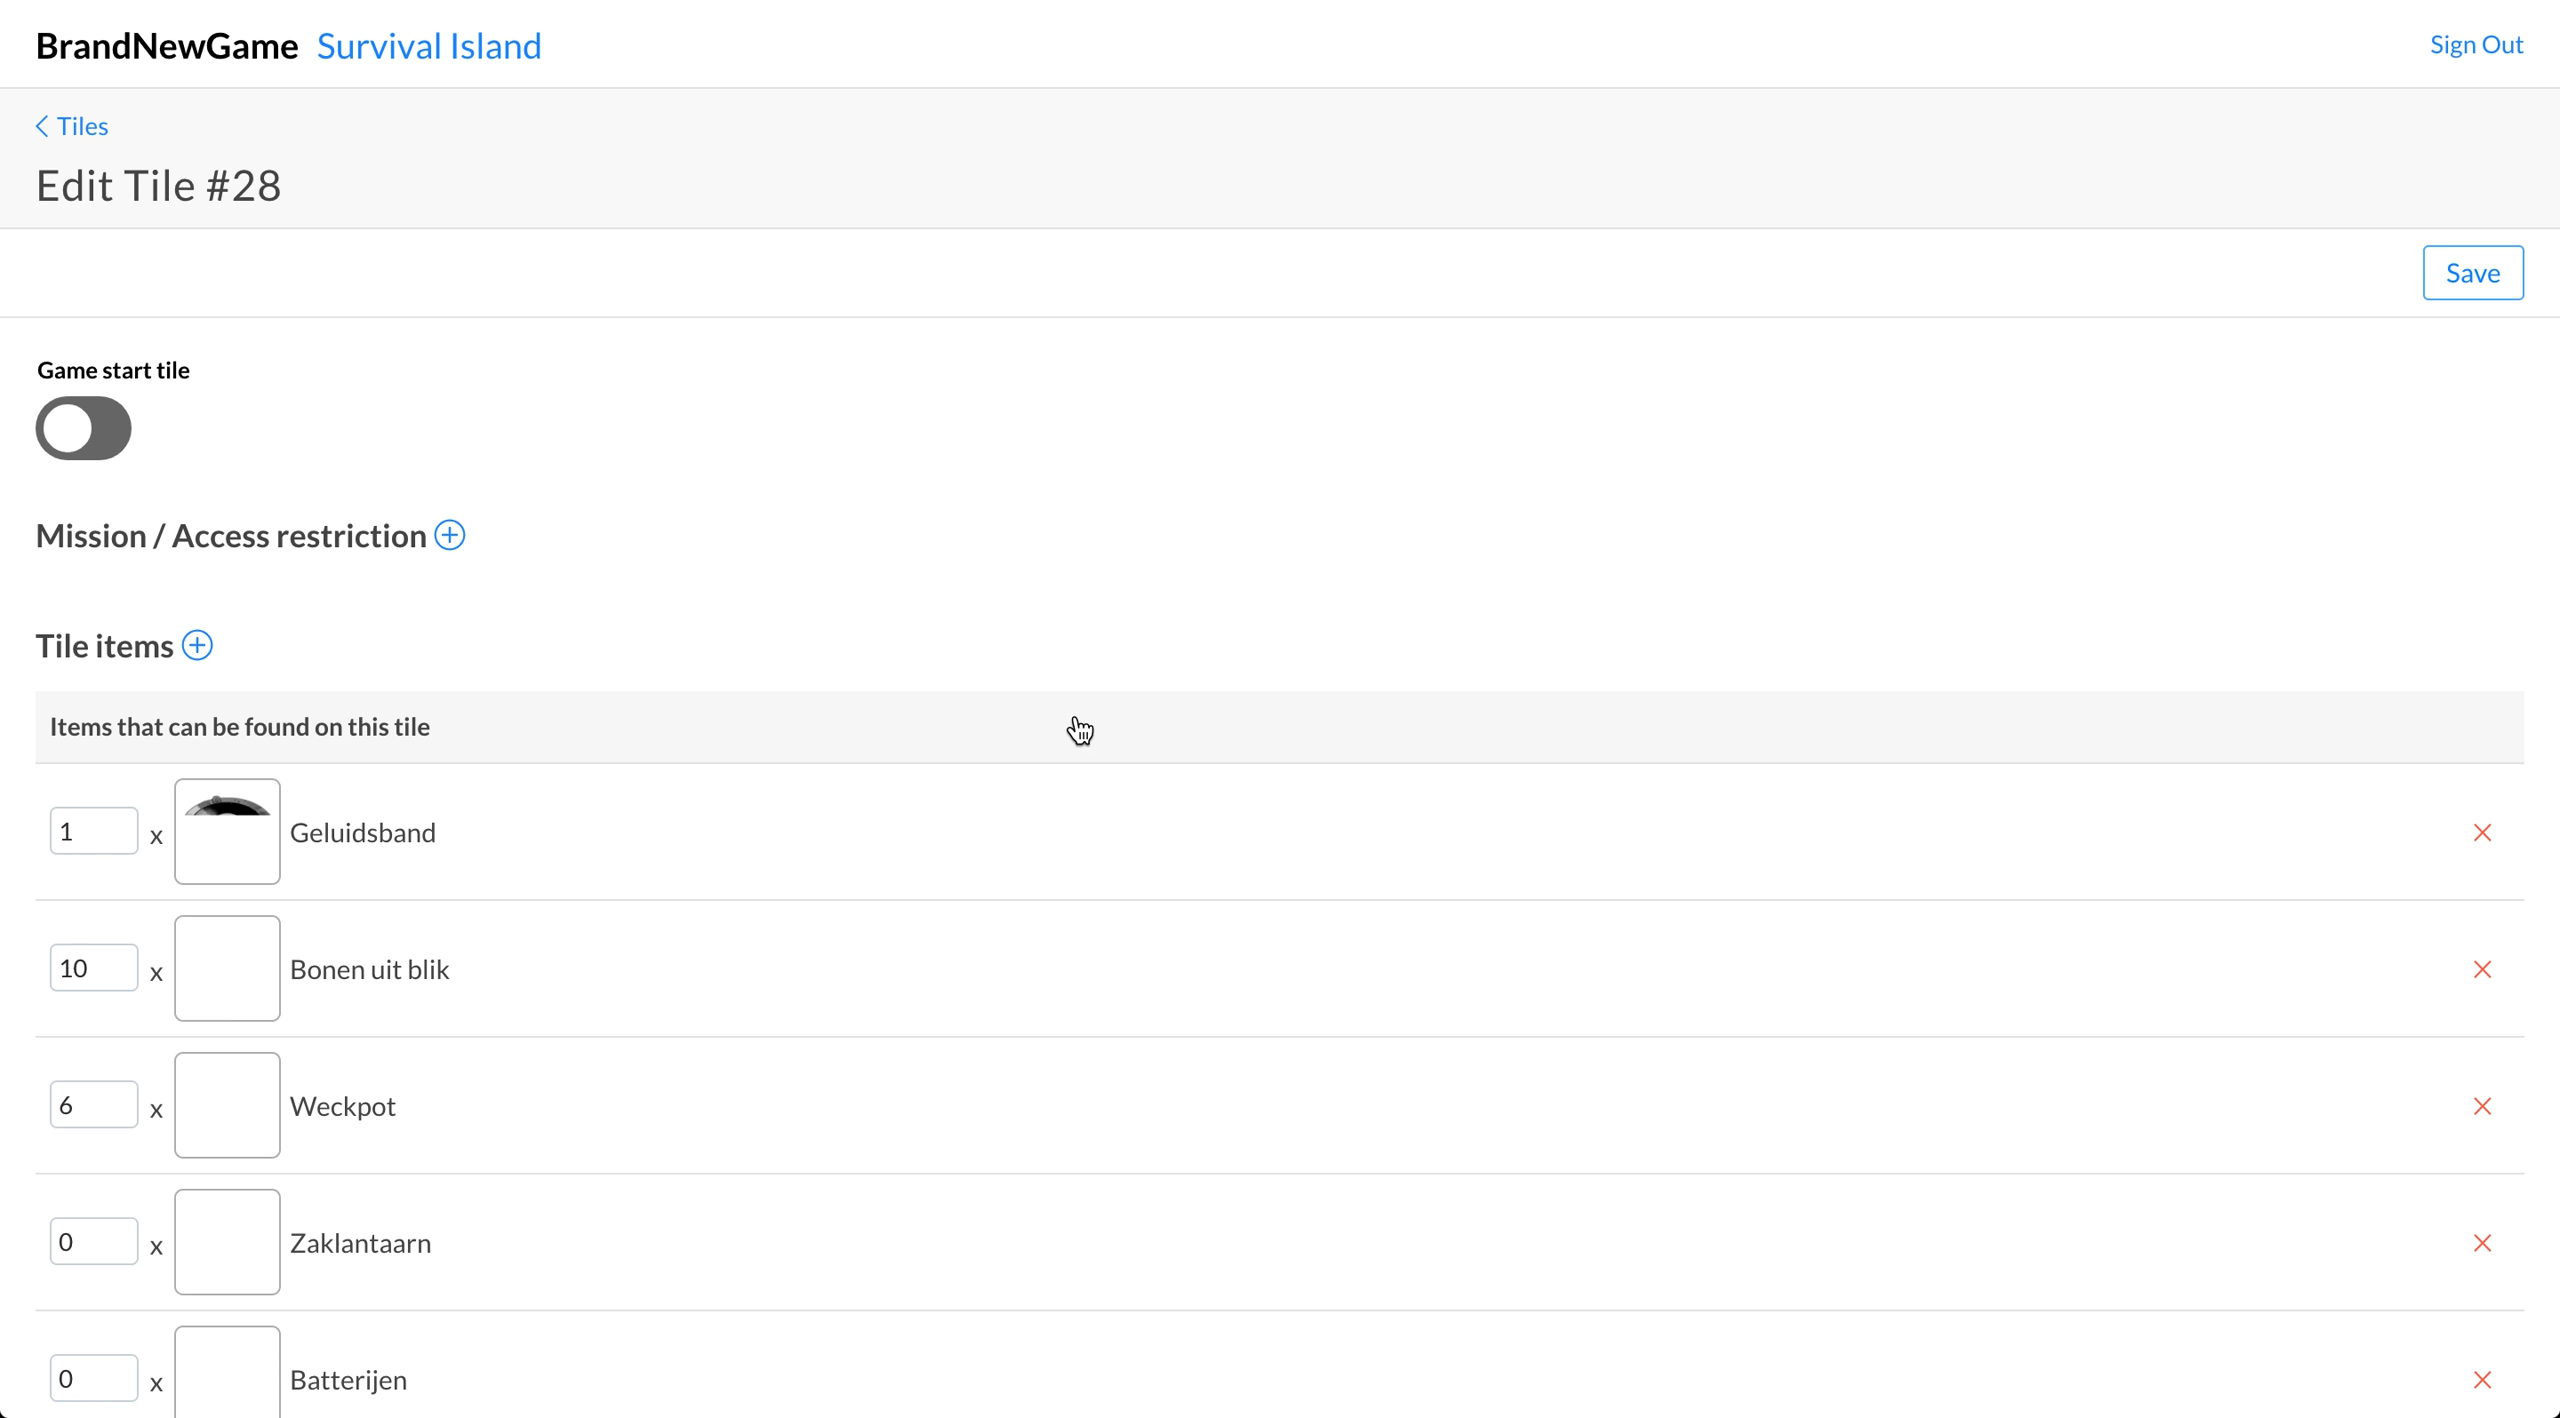 BrandNewGame Survival Island Sign Out
Tiles
Edit Tile #28
Save
Game start tile
Mission / Access restriction
Tile items
Items that can be found on this tile
1 x Geluidsband
10 x Bonen uit blik
6 x Weckpot
0 x Zaklantaarn
0 x Batterijen